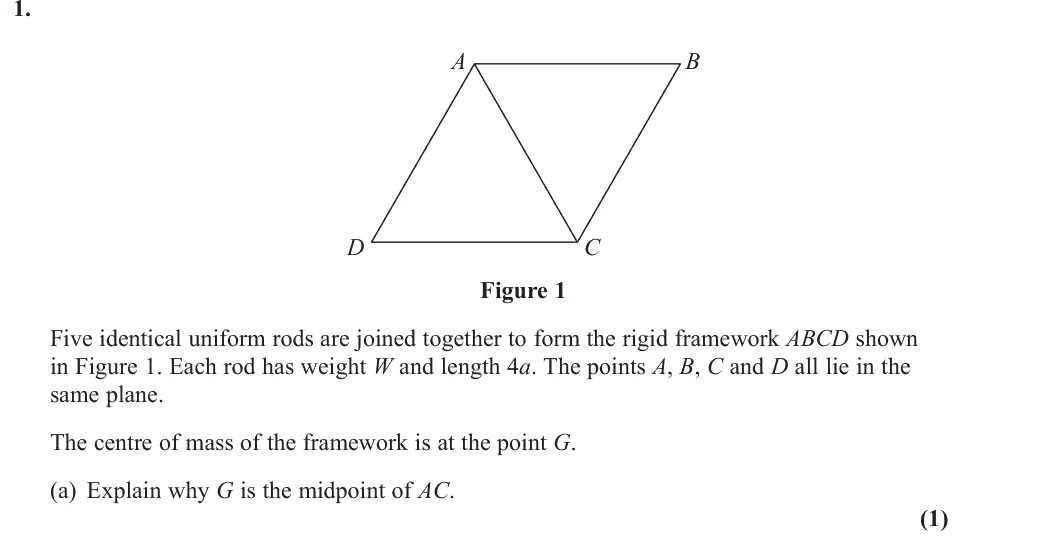 1.
A
B
D
C
Figure 1
Five identical uniform rods are joined together to form the rigid framework ABCD shown
in Figure 1. Each rod has weight W and length 4a. The points A, B, C and D all lie in the
same plane.
The centre of mass of the framework is at the point G.
(a) Explain why G is the midpoint of AC.
(1)